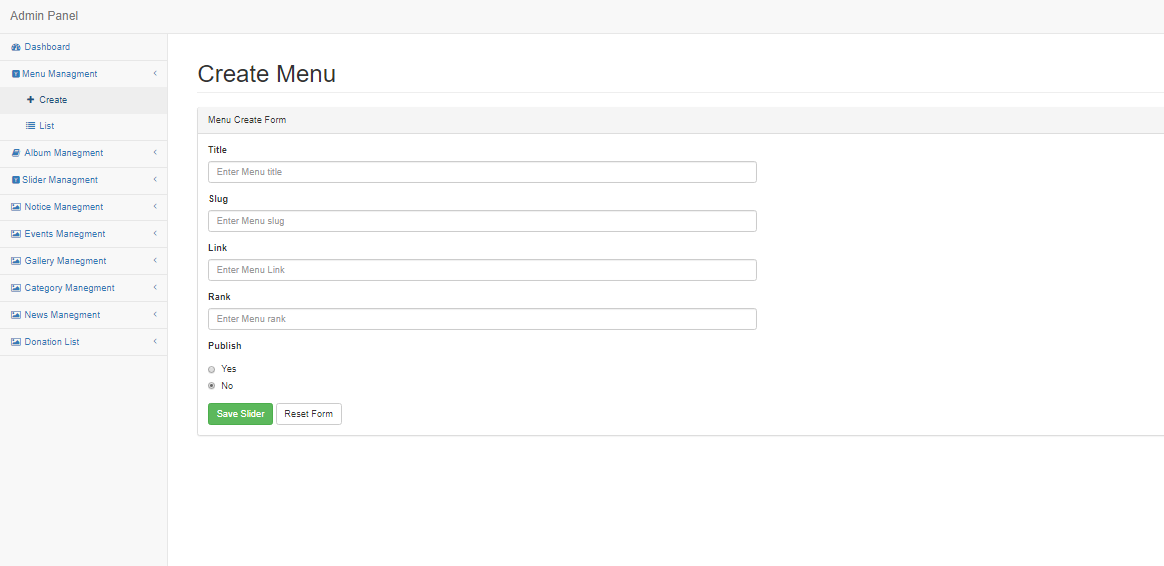 Admin Panel
Dashboard
Menu Managment
Create
List
Album Manegment
Slider Managment
Notice Manegment
Events Manegment
Gallery Manegment
Category Manegment
News Manegment
Donation List
Create Menu
Menu Create Form
Title
Enter Menu title
Slug
Enter Menu slug
Link
Enter Menu Link
Rank
Enter Menu rank
Publish
Yes
No
Save Slider Reset Form